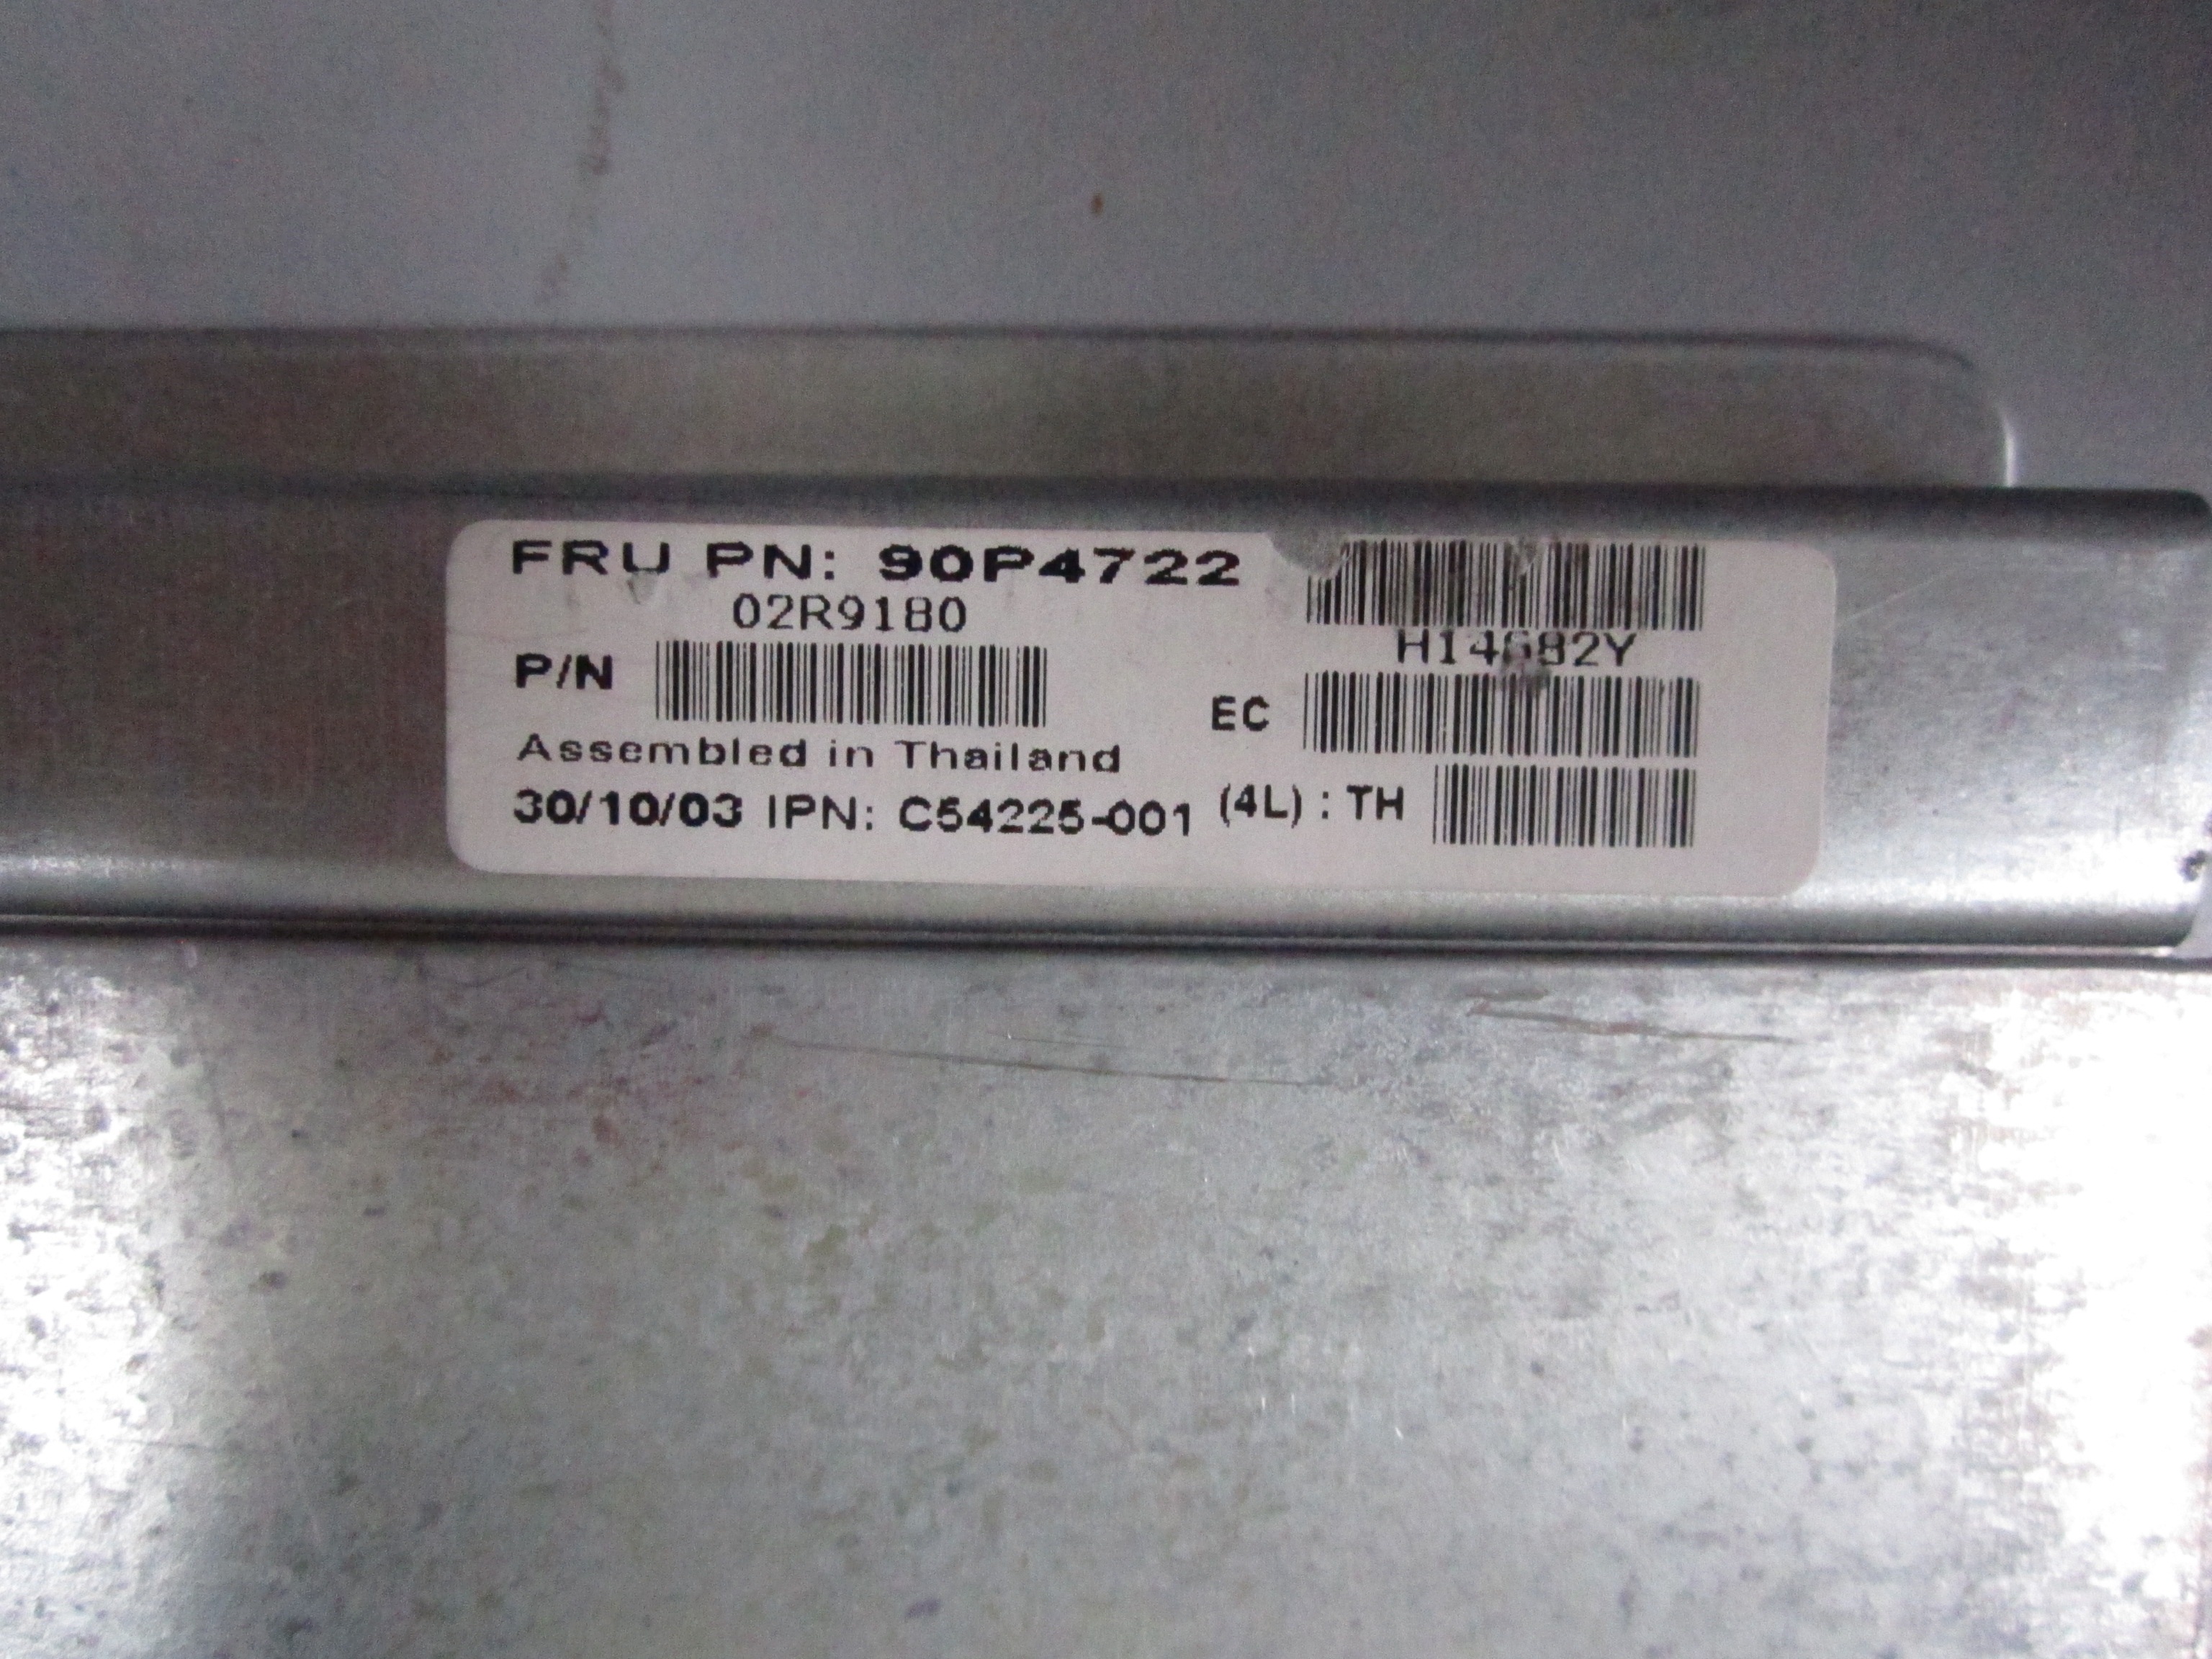 FRU PN: 90P4722
02R9180
P/N
EC
Assembled in Thailand
30/10/03 IPN: C54225-001 (4L) : TH